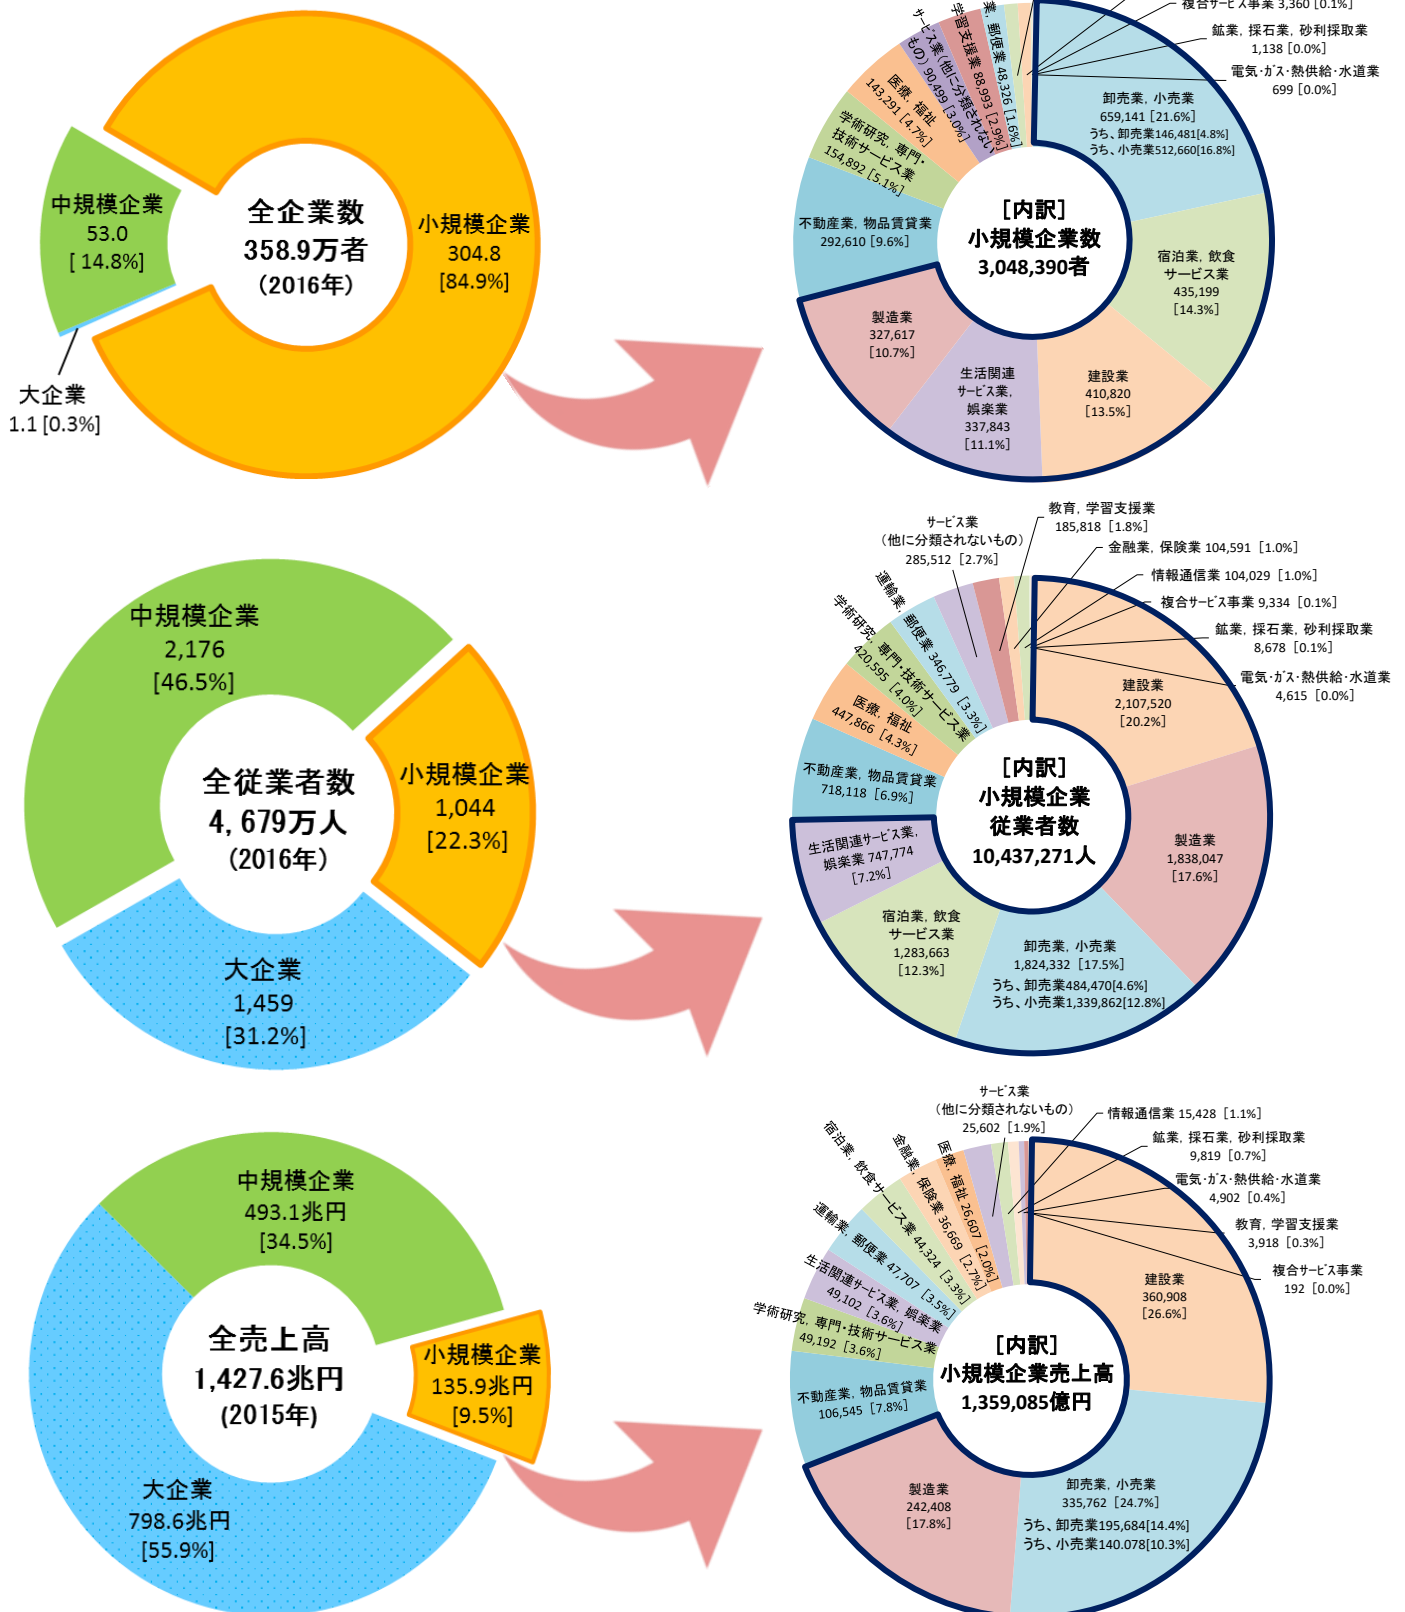 全企業数
358.9万者
（2016年）
中規模企業
53.0
[ 14.8%]
小規模企業
304.8
[84.9%]
大企業
1.1 [0.3%]
［内訳］
小規模企業数
3,048,390者
複合サービス事業 3,360 [0.1%]
鉱業，採石業，砂利採取業
1,138 [0.0%]
電気・ガス・熱供給・水道業
699 [0.0%]
卸売業，小売業
659,141 [21.6%]
うち、卸売業146,481[4.8%]
うち、小売業512,660[16.8%]
宿泊業，飲食
サービス業
435,199
[14.3%]
建設業
410,820
[13.5%]
生活関連
サービス業，
娯楽業
337,843
[11.1%]
製造業
327,617
[10.7%]
不動産業，物品賃貸業
292,610 [9.6%]
学術研究，専門・
技術サービス業
154,892 [5.1%]
医療，福祉
143,291 [4.7%]
サービス業（他に分類されない
もの）90,499 [3.0%]
学習支援業 88,993 [2.9%]
業，郵便業 48,326 [1.6%]
全従業者数
4,679万人
（2016年）
中規模企業
2,176
[46.5%]
小規模企業
1,044
[22.3%]
大企業
1,459
[31.2%]
［内訳］
小規模企業
従業者数
10,437,271人
教育，学習支援業
185,818 [1.8%]
サービス業
（他に分類されないもの）
285,512 [2.7%]
金融業，保険業 104,591 [1.0%]
情報通信業 104,029 [1.0%]
複合サービス事業 9,334 [0.1%]
鉱業，採石業，砂利採取業
8,678 [0.1%]
電気・ガス・熱供給・水道業
4,615 [0.0%]
建設業
2,107,520
[20.2%]
製造業
1,838,047
[17.6%]
卸売業，小売業
1,824,332 [17.5%]
うち、卸売業484,470[4.6%]
うち、小売業1,339,862[12.8%]
宿泊業，飲食
サービス業
1,283,663
[12.3%]
生活関連サービス業，
娯楽業 747,774
[7.2%]
不動産業，物品賃貸業
718,118 [6.9%]
医療，福祉
447,866 [4.3%]
学術研究，専門・技術サービス業
420,595 [4.0%]
運輸業，郵便業 346,779 [3.3%]
全売上高
1,427.6兆円
(2015年)
中規模企業
493.1兆円
[34.5%]
小規模企業
135.9兆円
[9.5%]
大企業
798.6兆円
[55.9%]
［内訳］
小規模企業売上高
1,359,085億円
サービス業
（他に分類されないもの）
25,602 [1.9%]
情報通信業 15,428 [1.1%]
鉱業，採石業，砂利採取業
9,819 [0.7%]
電気・ガス・熱供給・水道業
4,902 [0.4%]
教育，学習支援業
3,918 [0.3%]
複合サービス事業
192 [0.0%]
建設業
360,908
[26.6%]
卸売業，小売業
335,762 [24.7%]
うち、卸売業195,684[14.4%]
うち、小売業140.078[10.3%]
製造業
242,408
[17.8%]
不動産業，物品賃貸業
106,545 [7.8%]
学術研究，専門・技術サービス業
49,192 [3.6%]
生活関連サービス業，娯楽業
49,102 [3.6%]
運輸業，郵便業 47,707 [3.5%]
宿泊業，飲食サービス業 44,324 [3.3%]
金融業，保険業 36,669 [2.7%]
医療，福祉 26,607 [2.0%]